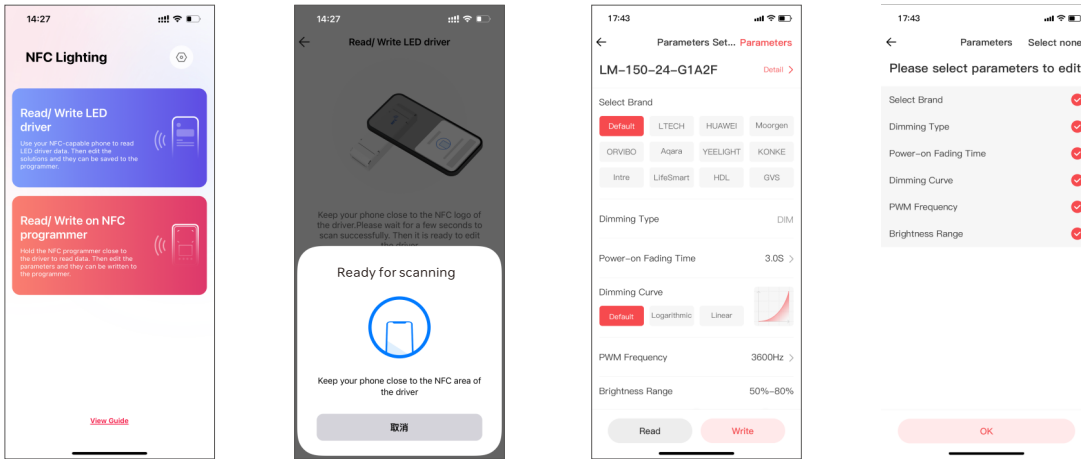 14:27
NFC Lighting
Read/ Write LED
driver
Use your NFC-capable phone to read
LED driver data. Then edit the
solutions and they can be saved to the
programmer.
Read/ Write on NFC
programmer
Hold the NFC programmer close to
the driver to read data. Then edit the
parameters and they can be written to
the programmer.
View Guide
14:27
Read/ Write LED driver
Keep your phone close to the NFC logo of
the driver.Please wait for a few seconds to
scan successfully. Then it is ready to edit
the driver
Ready for scanning
Keep your phone close to the NFC area of
the driver
取消
17:43
Parameters Set... Parameters
LM-150-24-G1A2F Detail >
Select Brand
Default LTECH HUAWEI Moorgen
ORVIBO Aqara YEELIGHT KONKE
Intre LifeSmart HDL GVS
Dimming Type DIM
Power-on Fading Time 3.0S >
Dimming Curve
Default Logarithmic Linear
PWM Frequency 3600Hz >
Brightness Range 50%-80%
Read Write
17:43
Parameters Select none
Please select parameters to edit
Select Brand
Dimming Type
Power-on Fading Time
Dimming Curve
PWM Frequency
Brightness Range
OK